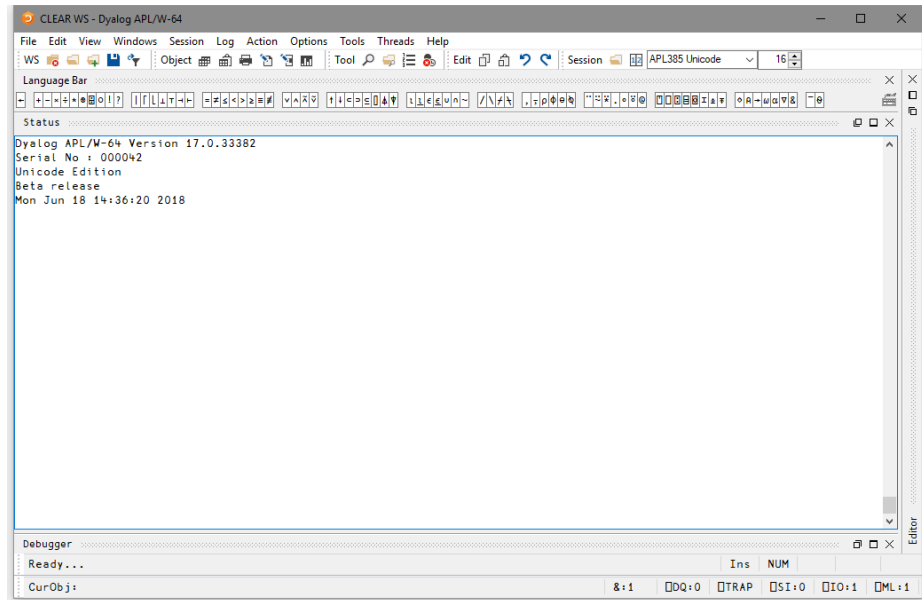 CLEAR WS - Dyalog APL/W-64
File Edit View Windows Session Log Action Options Tools Threads Help
WS Object Tool Edit Session APL385 Unicode 16
Language Bar
← +-×÷*⍟⌹○!? |⌈⌊⊥⊤⊣⊢ =≠≤<>≥≡≢ ∨∧⍲⍱ ↑↓⊂⊃⊆⌷⍋⍒ ⍳⍸∊⍷∪∩~ /\⌿⍀ ,⍪⍴⌽⊖⍉ ¨⍨⍣.∘⍤@ ⍞⎕⍠⌸⌺⌶⍎⍕ ⋄⍝→⍵⍺∇& ¯⍬
Status
Dyalog APL/W-64 Version 17.0.33382
Serial No : 000042
Unicode Edition
Beta release
Mon Jun 18 14:36:20 2018
Editor
Debugger
Ready... Ins NUM
CurObj: &:1 ⎕DQ:0 ⎕TRAP ⎕SI:0 ⎕IO:1 ⎕ML:1